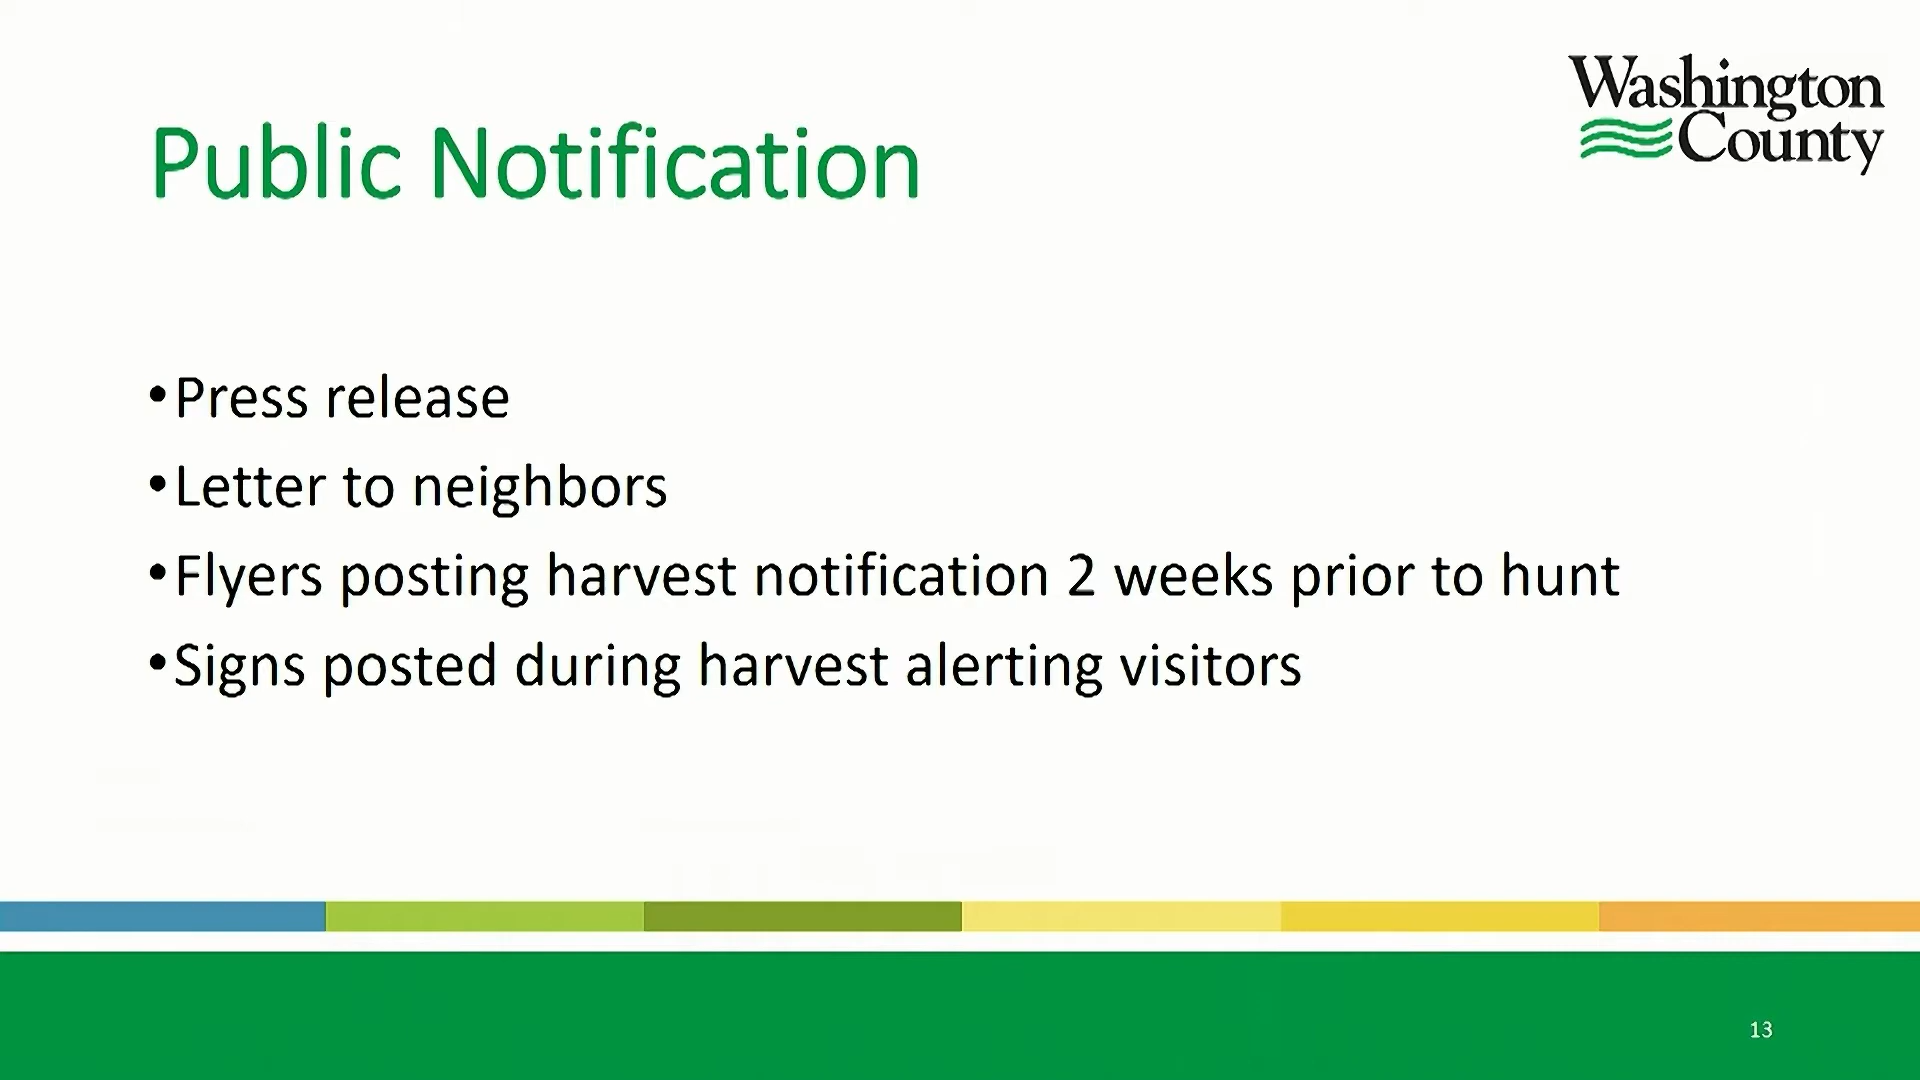 Washington
County
Public Notification
•Press release
•Letter to neighbors
•Flyers posting harvest notification 2 weeks prior to hunt
•Signs posted during harvest alerting visitors
13